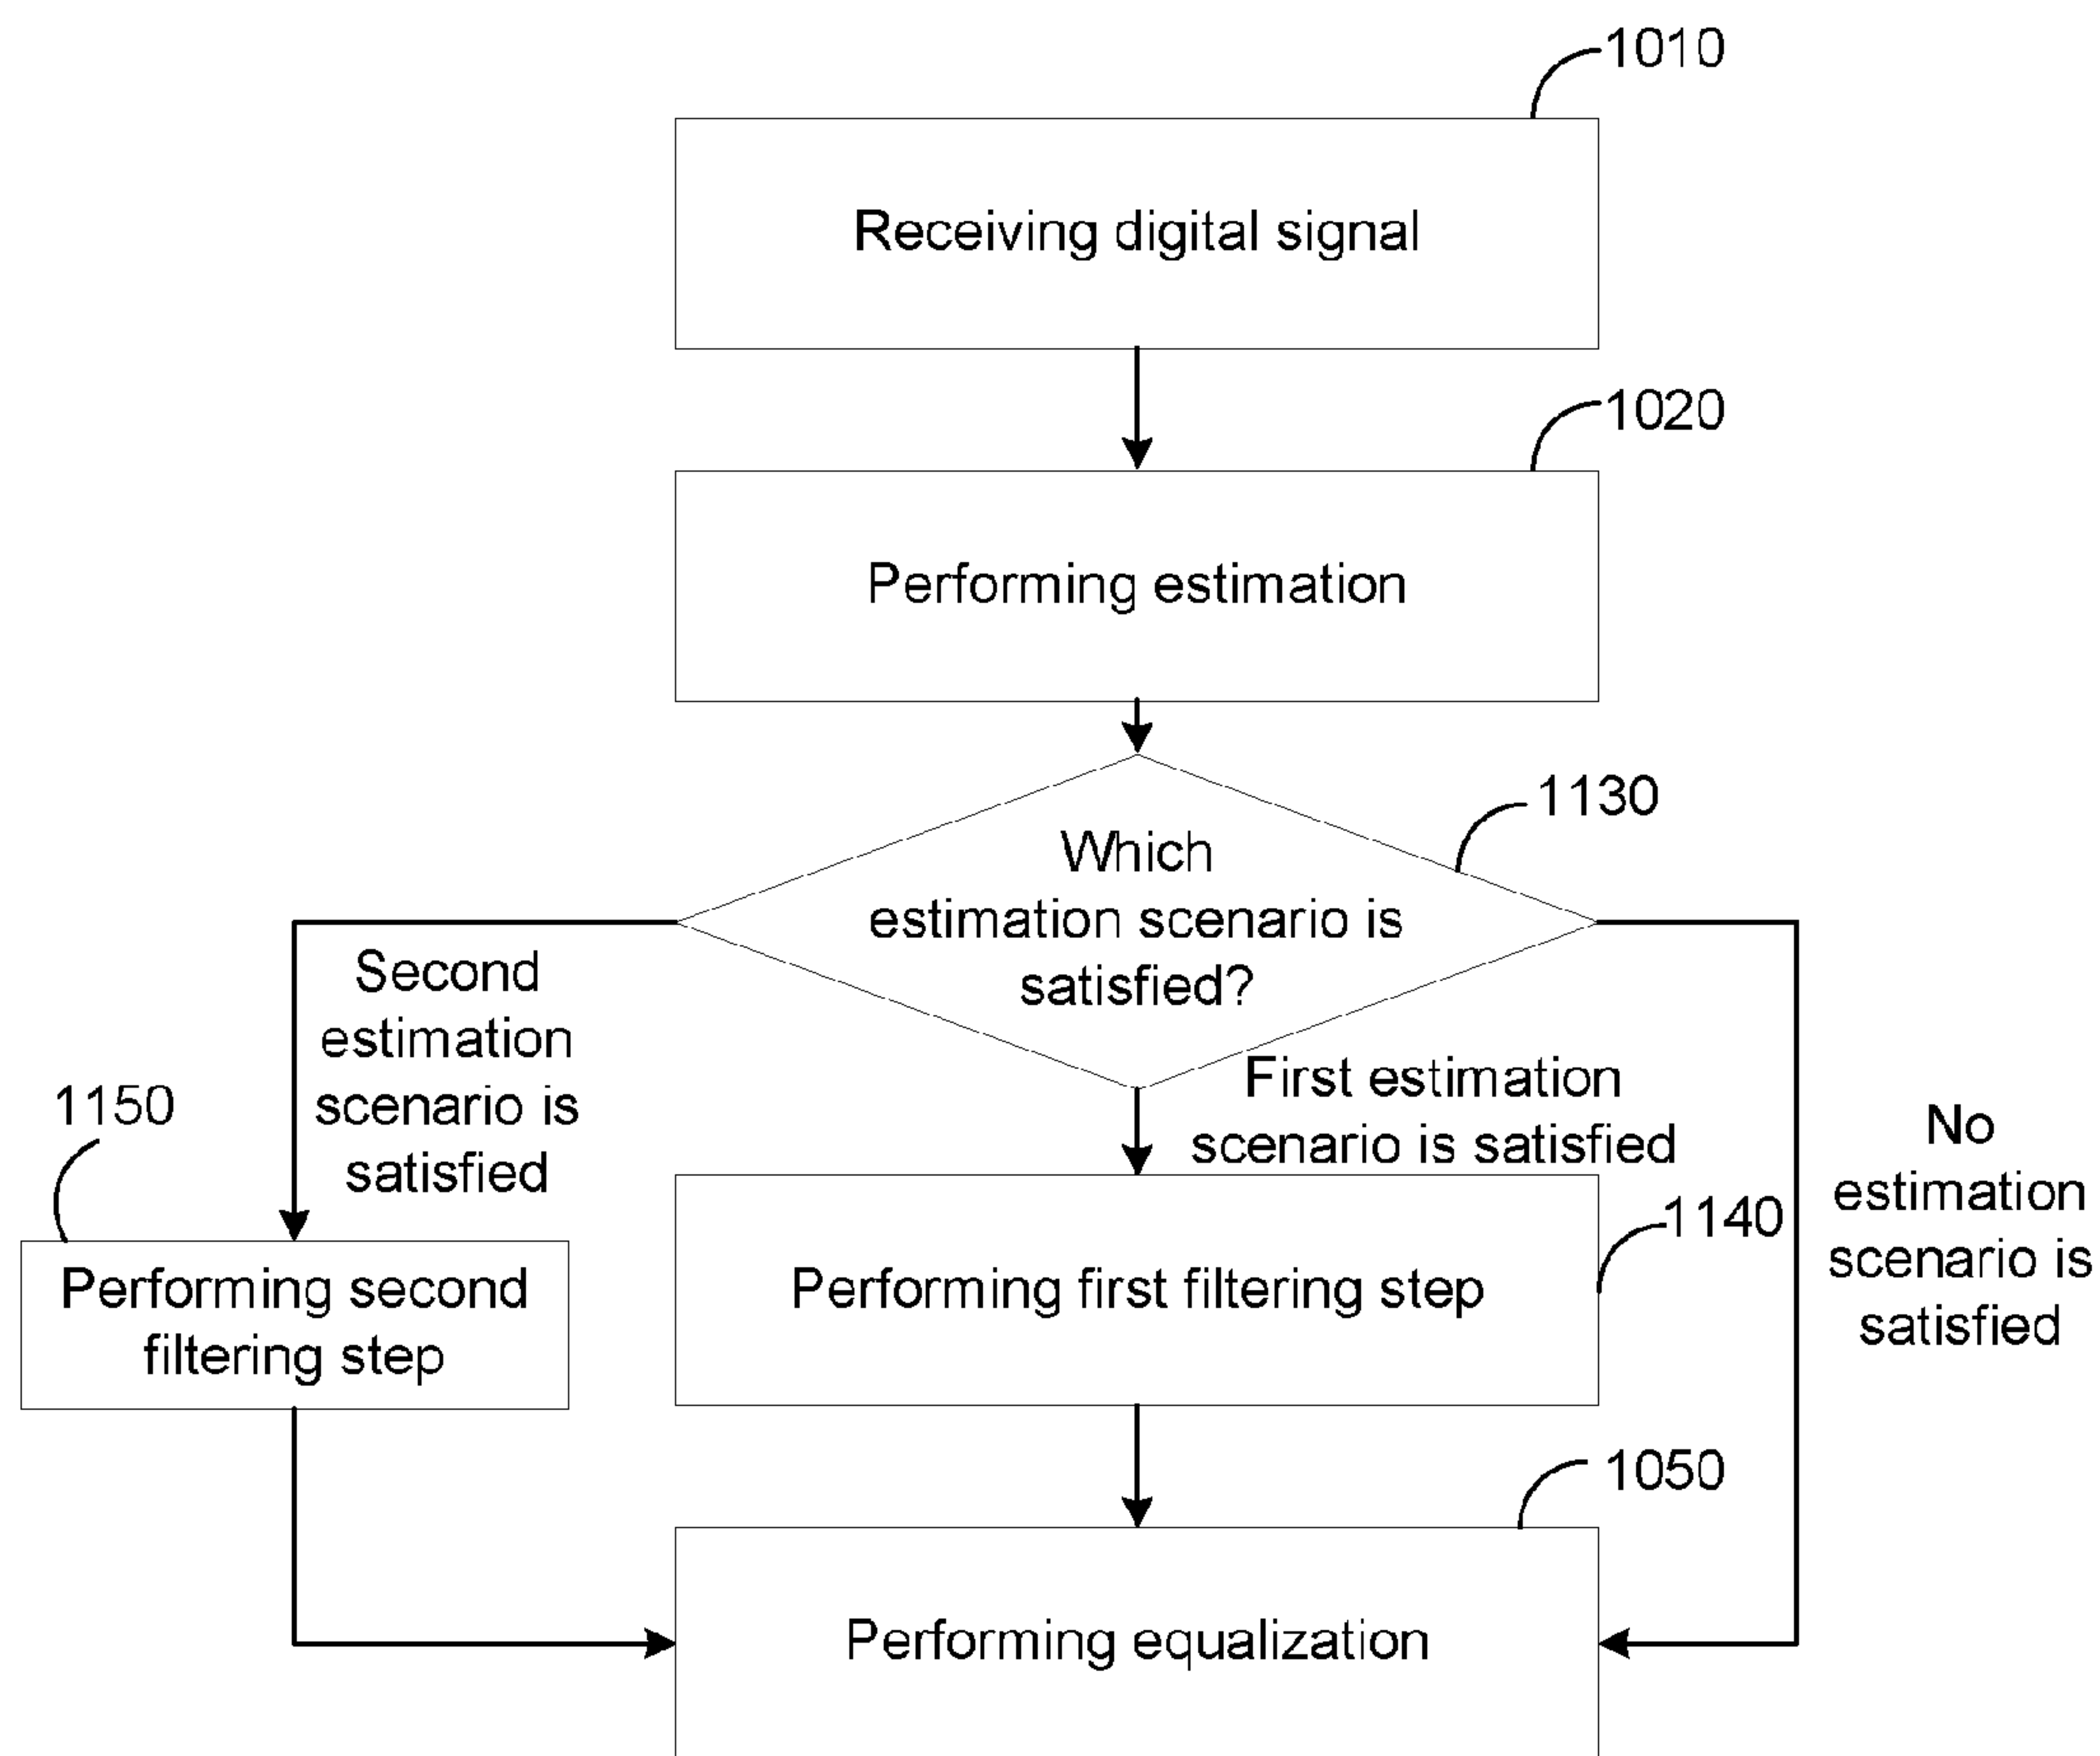 1010
Receiving digital signal
1020
Performing estimation
1130
Which
estimation scenario is
satisfied?
Second
estimation
scenario is
satisfied
First estimation
scenario is satisfied
No
estimation
scenario is
satisfied
1150
Performing second
filtering step
1140
Performing first filtering step
1050
Performing equalization